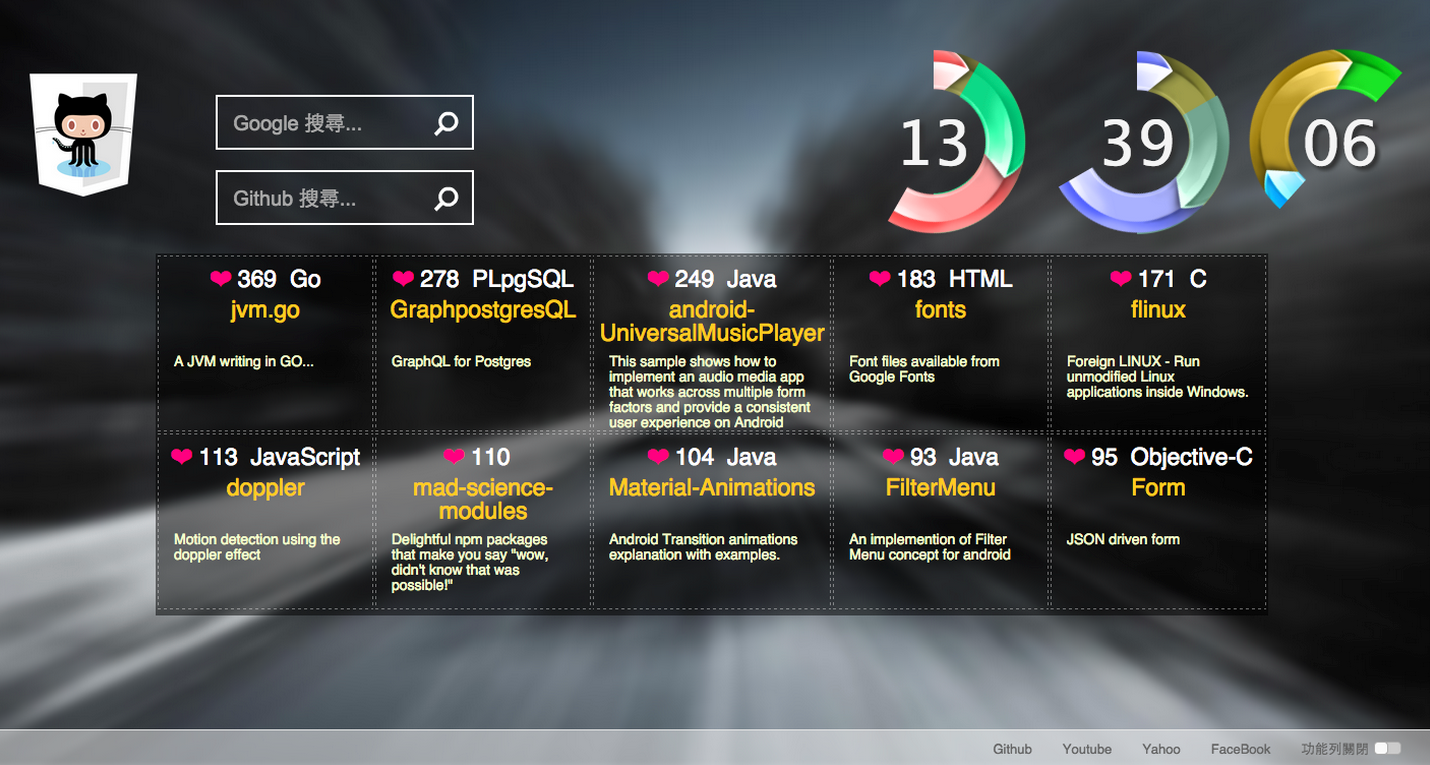 Google 搜尋...
Github 搜尋...
13
39
06
❤ 369 Go
jvm.go
A JVM writing in GO...
❤ 278 PLpgSQL
GraphpostgresQL
GraphQL for Postgres
❤ 249 Java
android-
UniversalMusicPlayer
This sample shows how to
implement an audio media app
that works across multiple form
factors and provide a consistent
user experience on Android
❤ 183 HTML
fonts
Font files available from
Google Fonts
❤ 171 C
flinux
Foreign LINUX - Run
unmodified Linux
applications inside Windows.
❤ 113 JavaScript
doppler
Motion detection using the
doppler effect
❤ 110
mad-science-
modules
Delightful npm packages
that make you say "wow,
didn't know that was
possible!"
❤ 104 Java
Material-Animations
Android Transition animations
explanation with examples.
❤ 93 Java
FilterMenu
An implemention of Filter
Menu concept for android
❤ 95 Objective-C
Form
JSON driven form
Github Youtube Yahoo FaceBook 功能列關閉